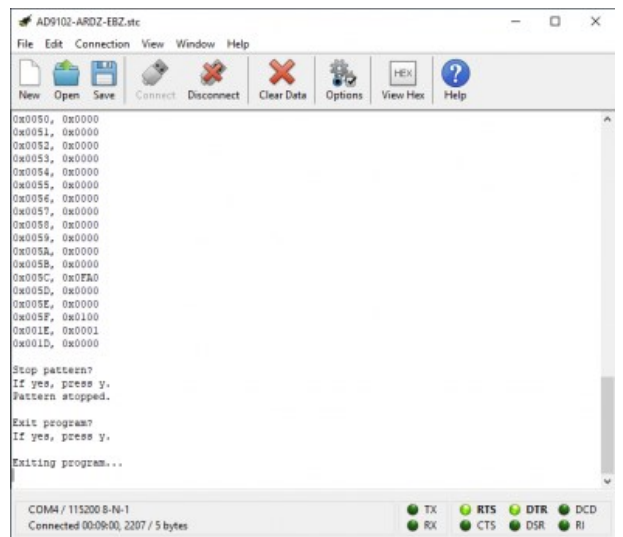 AD9102-ARDZ-EBZ.stc
File Edit Connection View Window Help
New Open Save Connect Disconnect Clear Data Options HEX View Hex ? Help
0x0050, 0x0000
0x0051, 0x0000
0x0052, 0x0000
0x0053, 0x0000
0x0054, 0x0000
0x0055, 0x0000
0x0056, 0x0000
0x0057, 0x0000
0x0058, 0x0000
0x0059, 0x0000
0x005A, 0x0000
0x005B, 0x0000
0x005C, 0x0FA0
0x005D, 0x0000
0x005E, 0x0000
0x005F, 0x0100
0x001E, 0x0001
0x001D, 0x0000
Stop pattern?
If yes, press y.
Pattern stopped.
Exit program?
If yes, press y.
Exiting program...
COM4 / 115200 8-N-1 TX RTS DTR DCD
Connected 00:09:00, 2207 / 5 bytes RX CTS DSR RI